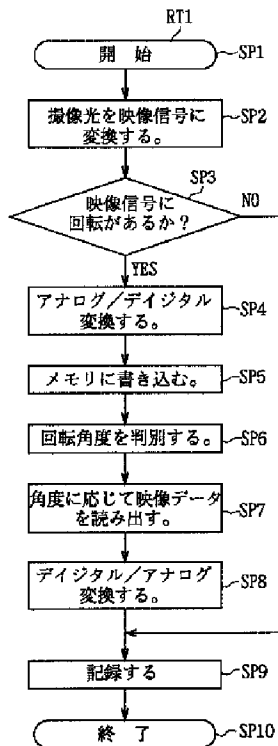 RT1
開 始 SP1
撮像光を映像信号に
変換する。 SP2
SP3
映像信号に
回転があるか? NO
YES
アナログ/デイジタル
変換する。 SP4
メモリに書き込む。 SP5
回転角度を判別する。 SP6
角度に応じて映像データ
を読み出す。 SP7
デイジタル/アナログ
変換する。 SP8
記録する SP9
終 了 SP10